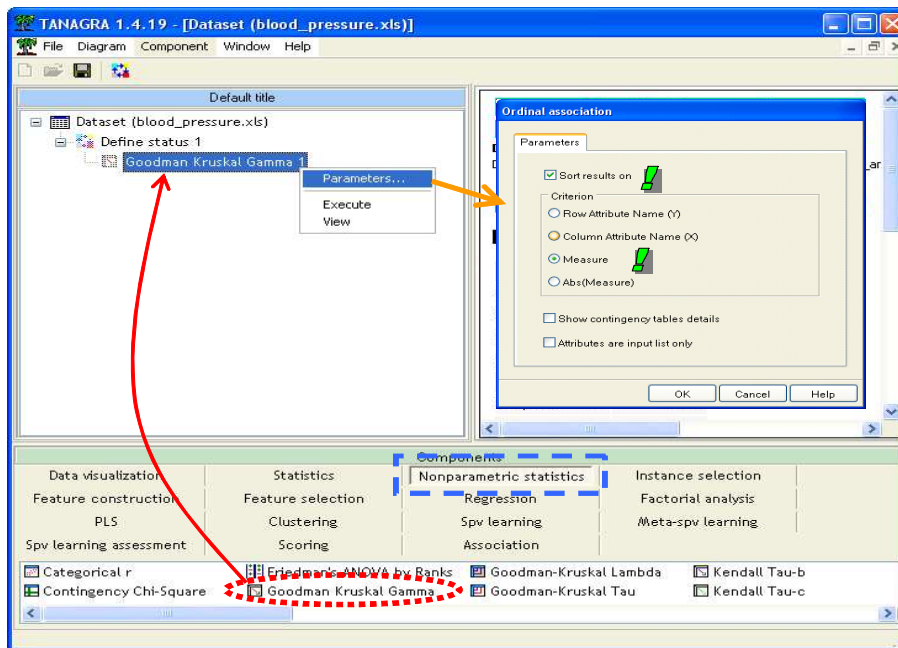 TANAGRA 1.4.19 - [Dataset (blood_pressure.xls)]
File Diagram Component Window Help
Default title
Dataset (blood_pressure.xls)
Define status 1
Goodman Kruskal Gamma 1
Parameters...
Execute
View
Ordinal association
Parameters
Sort results on
Criterion
Row Attribute Name (Y)
Column Attribute Name (X)
Measure
Abs(Measure)
Show contingency tables details
Attributes are input list only
OK Cancel Help
Components
Data visualization Statistics Nonparametric statistics Instance selection
Feature construction Feature selection Regression Factorial analysis
PLS Clustering Spv learning Meta-spv learning
Spv learning assessment Scoring Association
Categorical r Friedman's ANOVA by Ranks Goodman-Kruskal Lambda Kendall Tau-b
Contingency Chi-Square Goodman Kruskal Gamma Goodman-Kruskal Tau Kendall Tau-c